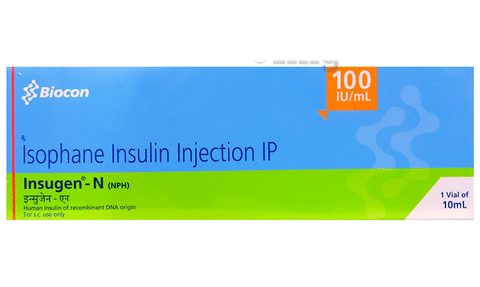 Biocon
100
IU/mL
Isophane Insulin Injection IP
Insugen®-N (NPH)
इन्सुजेन - एन
Human Insulin of recombinant DNA origin
For s.c. use only
1 Vial of
10mL